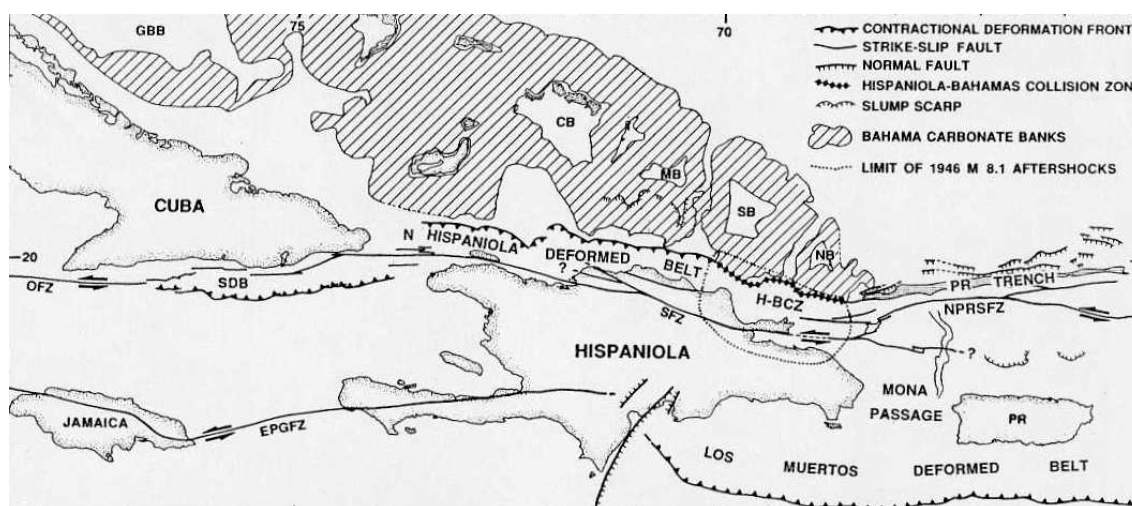 75
70
GBB
CONTRACTIONAL DEFORMATION FRONT
STRIKE-SLIP FAULT
NORMAL FAULT
HISPANIOLA-BAHAMAS COLLISION ZON
SLUMP SCARP
BAHAMA CARBONATE BANKS
LIMIT OF 1946 M 8.1 AFTERSHOCKS
CB
MB
SB
NB
CUBA
N HISPANIOLA DEFORMED BELT
20
OFZ
SDB
?
H-BCZ
PR TRENCH
NPRSFZ
SFZ
?
HISPANIOLA
MONA
PASSAGE
JAMAICA
EPGFZ
PR
LOS MUERTOS DEFORMED BELT